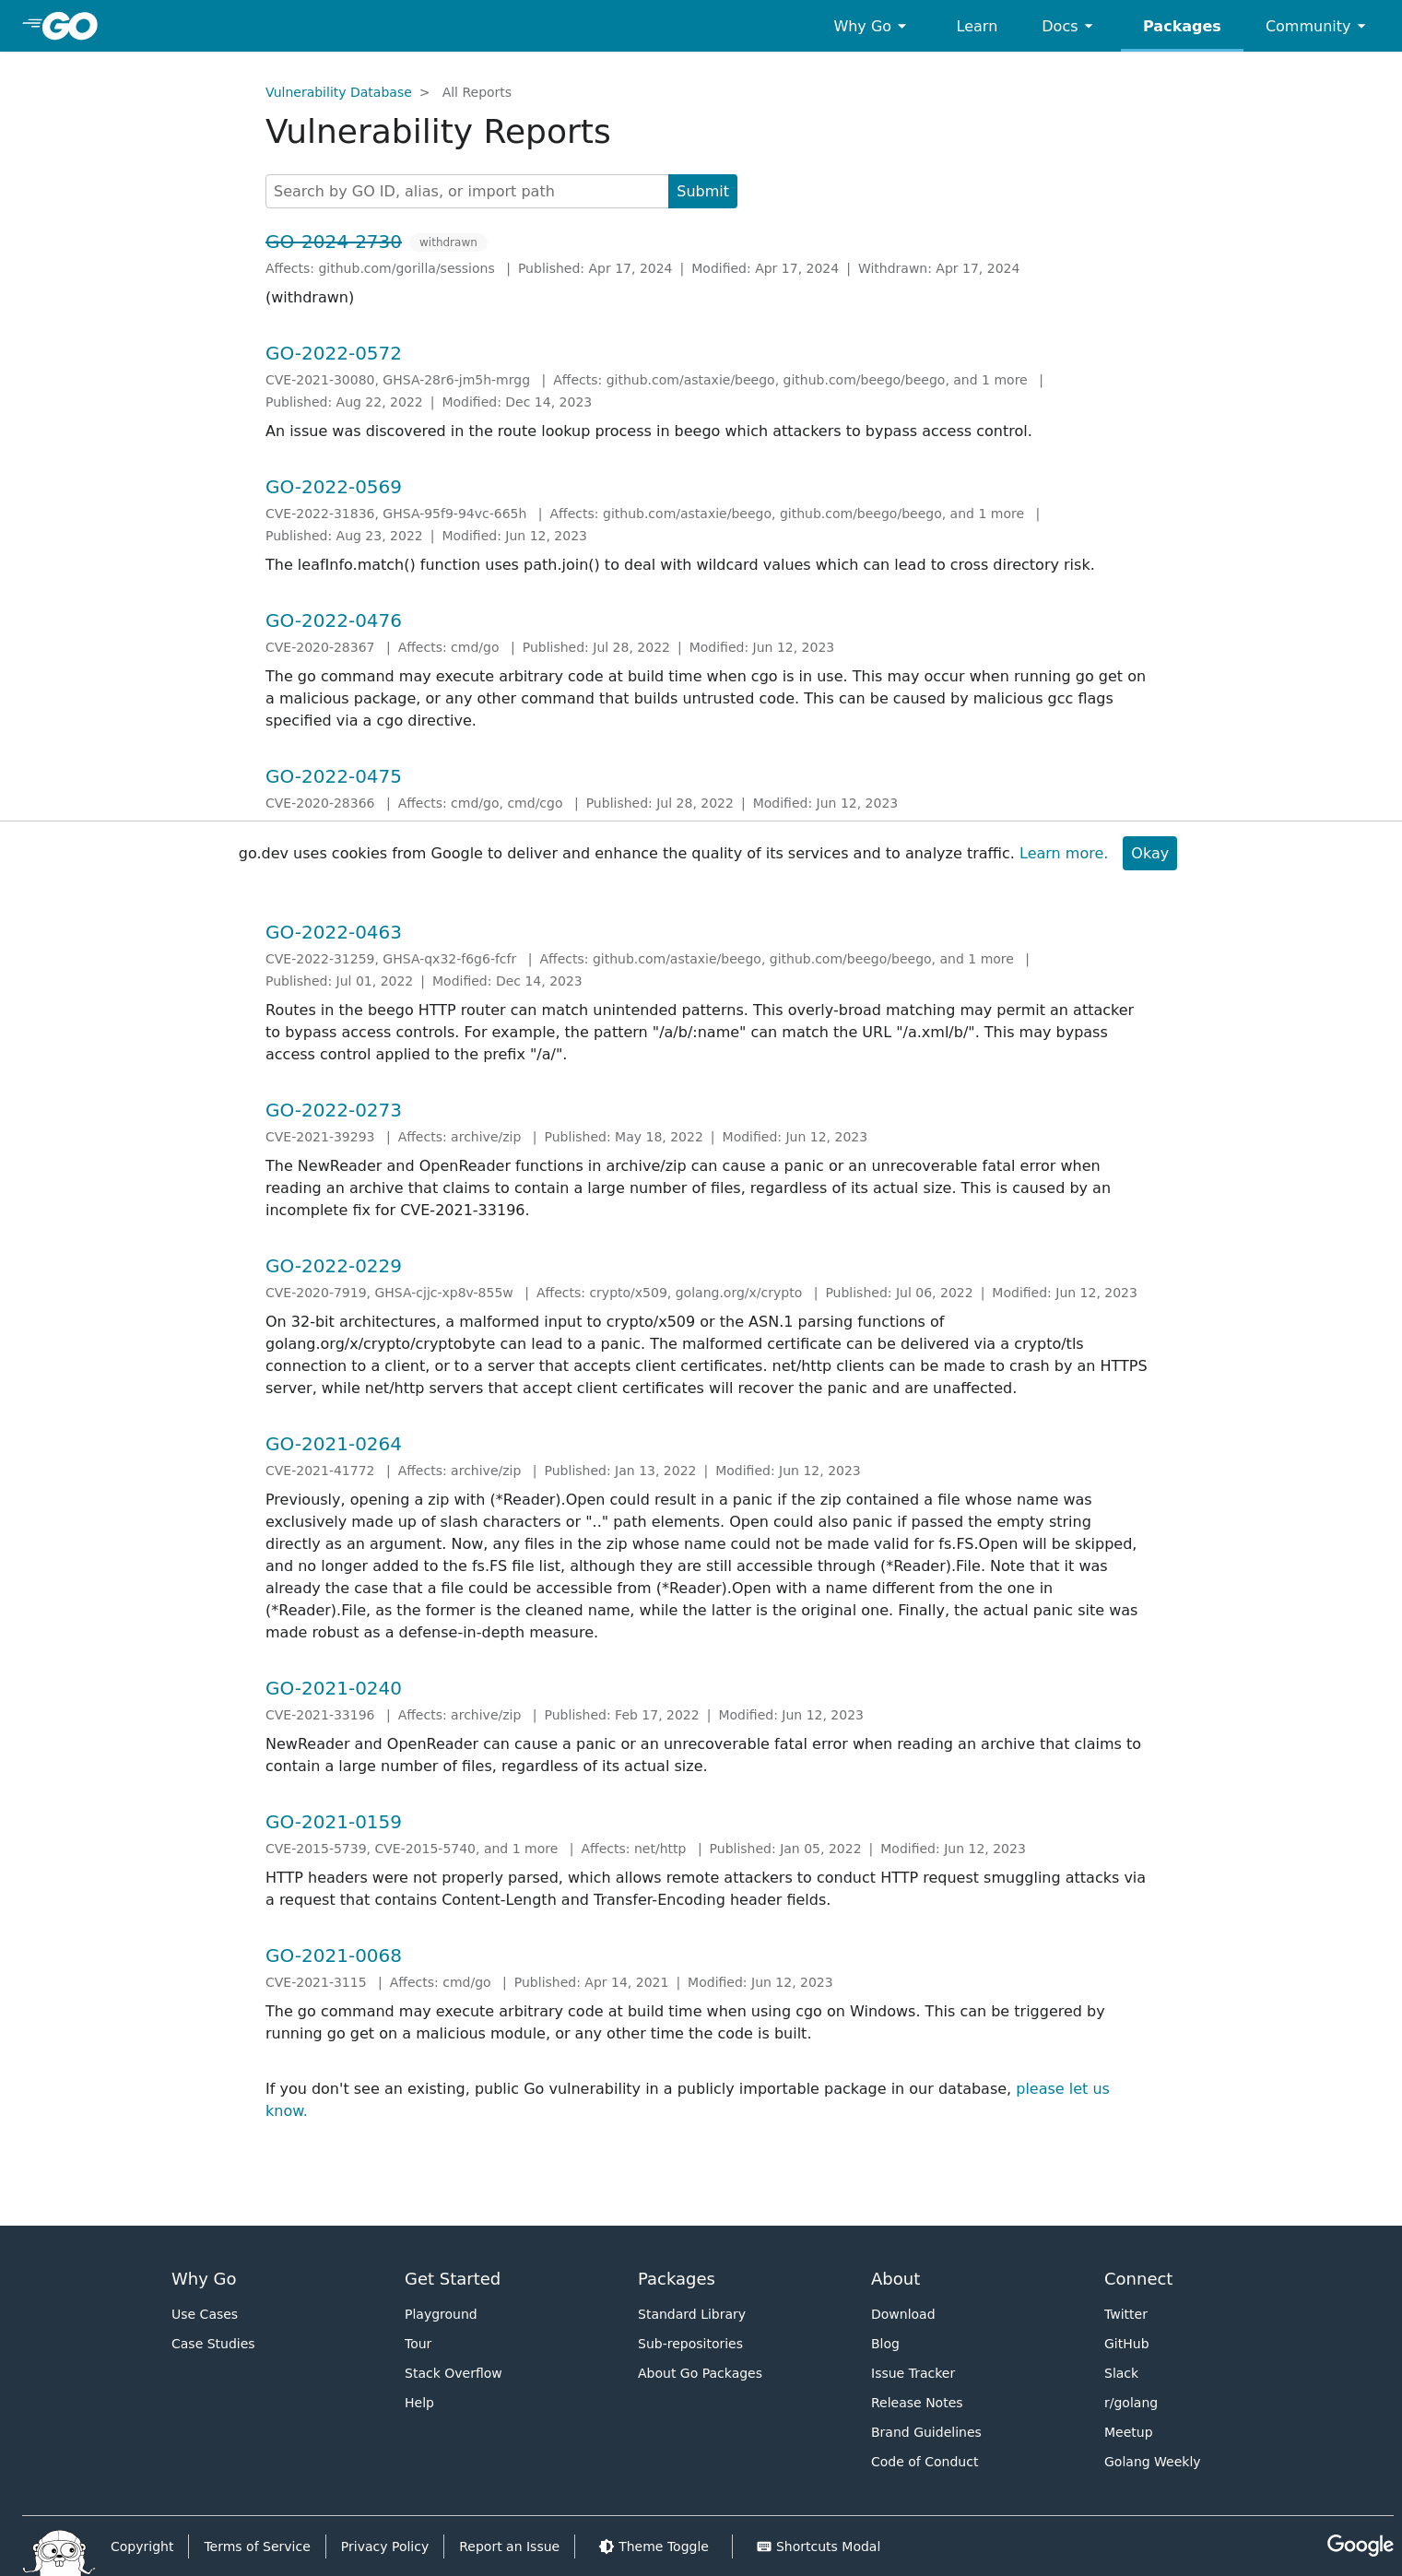 GO
Why Go
Learn
Docs
Packages
Community
Vulnerability Database > All Reports
Vulnerability Reports
Search by GO ID, alias, or import path
Submit
GO-2024-2730 withdrawn
Affects: github.com/gorilla/sessions | Published: Apr 17, 2024 | Modified: Apr 17, 2024 | Withdrawn: Apr 17, 2024
(withdrawn)
GO-2022-0572
CVE-2021-30080, GHSA-28r6-jm5h-mrgg | Affects: github.com/astaxie/beego, github.com/beego/beego, and 1 more |
Published: Aug 22, 2022 | Modified: Dec 14, 2023
An issue was discovered in the route lookup process in beego which attackers to bypass access control.
GO-2022-0569
CVE-2022-31836, GHSA-95f9-94vc-665h | Affects: github.com/astaxie/beego, github.com/beego/beego, and 1 more |
Published: Aug 23, 2022 | Modified: Jun 12, 2023
The leafInfo.match() function uses path.join() to deal with wildcard values which can lead to cross directory risk.
GO-2022-0476
CVE-2020-28367 | Affects: cmd/go | Published: Jul 28, 2022 | Modified: Jun 12, 2023
The go command may execute arbitrary code at build time when cgo is in use. This may occur when running go get on
a malicious package, or any other command that builds untrusted code. This can be caused by malicious gcc flags
specified via a cgo directive.
GO-2022-0475
CVE-2020-28366 | Affects: cmd/go, cmd/cgo | Published: Jul 28, 2022 | Modified: Jun 12, 2023
go.dev uses cookies from Google to deliver and enhance the quality of its services and to analyze traffic. Learn more. Okay
GO-2022-0463
CVE-2022-31259, GHSA-qx32-f6g6-fcfr | Affects: github.com/astaxie/beego, github.com/beego/beego, and 1 more |
Published: Jul 01, 2022 | Modified: Dec 14, 2023
Routes in the beego HTTP router can match unintended patterns. This overly-broad matching may permit an attacker
to bypass access controls. For example, the pattern "/a/b/:name" can match the URL "/a.xml/b/". This may bypass
access control applied to the prefix "/a/".
GO-2022-0273
CVE-2021-39293 | Affects: archive/zip | Published: May 18, 2022 | Modified: Jun 12, 2023
The NewReader and OpenReader functions in archive/zip can cause a panic or an unrecoverable fatal error when
reading an archive that claims to contain a large number of files, regardless of its actual size. This is caused by an
incomplete fix for CVE-2021-33196.
GO-2022-0229
CVE-2020-7919, GHSA-cjjc-xp8v-855w | Affects: crypto/x509, golang.org/x/crypto | Published: Jul 06, 2022 | Modified: Jun 12, 2023
On 32-bit architectures, a malformed input to crypto/x509 or the ASN.1 parsing functions of
golang.org/x/crypto/cryptobyte can lead to a panic. The malformed certificate can be delivered via a crypto/tls
connection to a client, or to a server that accepts client certificates. net/http clients can be made to crash by an HTTPS
server, while net/http servers that accept client certificates will recover the panic and are unaffected.
GO-2021-0264
CVE-2021-41772 | Affects: archive/zip | Published: Jan 13, 2022 | Modified: Jun 12, 2023
Previously, opening a zip with (*Reader).Open could result in a panic if the zip contained a file whose name was
exclusively made up of slash characters or ".." path elements. Open could also panic if passed the empty string
directly as an argument. Now, any files in the zip whose name could not be made valid for fs.FS.Open will be skipped,
and no longer added to the fs.FS file list, although they are still accessible through (*Reader).File. Note that it was
already the case that a file could be accessible from (*Reader).Open with a name different from the one in
(*Reader).File, as the former is the cleaned name, while the latter is the original one. Finally, the actual panic site was
made robust as a defense-in-depth measure.
GO-2021-0240
CVE-2021-33196 | Affects: archive/zip | Published: Feb 17, 2022 | Modified: Jun 12, 2023
NewReader and OpenReader can cause a panic or an unrecoverable fatal error when reading an archive that claims to
contain a large number of files, regardless of its actual size.
GO-2021-0159
CVE-2015-5739, CVE-2015-5740, and 1 more | Affects: net/http | Published: Jan 05, 2022 | Modified: Jun 12, 2023
HTTP headers were not properly parsed, which allows remote attackers to conduct HTTP request smuggling attacks via
a request that contains Content-Length and Transfer-Encoding header fields.
GO-2021-0068
CVE-2021-3115 | Affects: cmd/go | Published: Apr 14, 2021 | Modified: Jun 12, 2023
The go command may execute arbitrary code at build time when using cgo on Windows. This can be triggered by
running go get on a malicious module, or any other time the code is built.
If you don't see an existing, public Go vulnerability in a publicly importable package in our database, please let us
know.
Why Go
Use Cases
Case Studies
Get Started
Playground
Tour
Stack Overflow
Help
Packages
Standard Library
Sub-repositories
About Go Packages
About
Download
Blog
Issue Tracker
Release Notes
Brand Guidelines
Code of Conduct
Connect
Twitter
GitHub
Slack
r/golang
Meetup
Golang Weekly
Copyright
Terms of Service
Privacy Policy
Report an Issue
Theme Toggle
Shortcuts Modal
Google